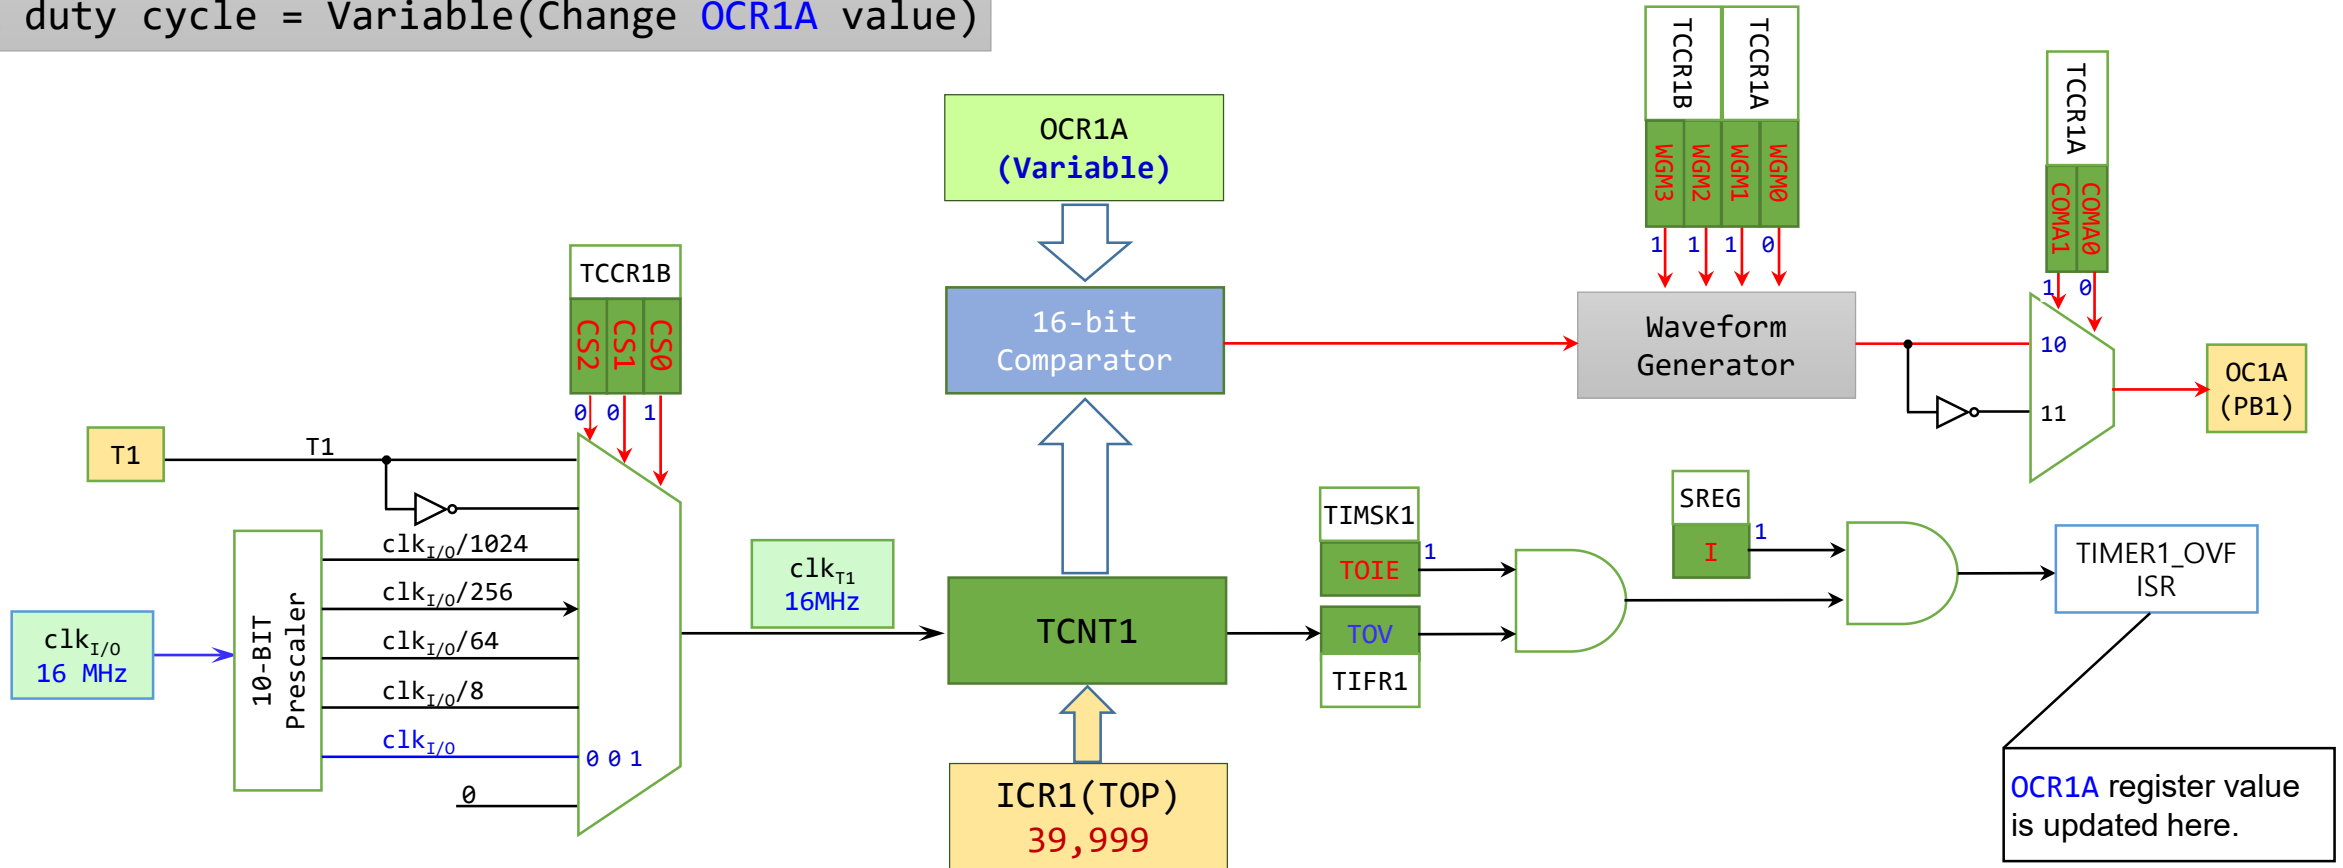 duty cycle = Variable(Change OCR1A value)
TCCR1B
TCCR1A
WGM3
WGM2
WGM1
WGM0
1 1 1 0
TCCR1A
COMA1
COMA0
1 0
OCR1A
(Variable)
TCCR1B
CS2
CS1
CS0
0 0 1
16-bit
Comparator
Waveform
Generator
10
11
OC1A
(PB1)
T1
T1
clkI/O/1024
clkI/O/256
clkI/O/64
clkI/O/8
clkI/O
0 0 1
0
clkI/O
16 MHz
10-BIT
Prescaler
clkT1
16MHz
TCNT1
ICR1(TOP)
39,999
TIMSK1
TOIE
1
TOV
TIFR1
SREG
I
1
TIMER1_OVF
ISR
OCR1A register value
is updated here.